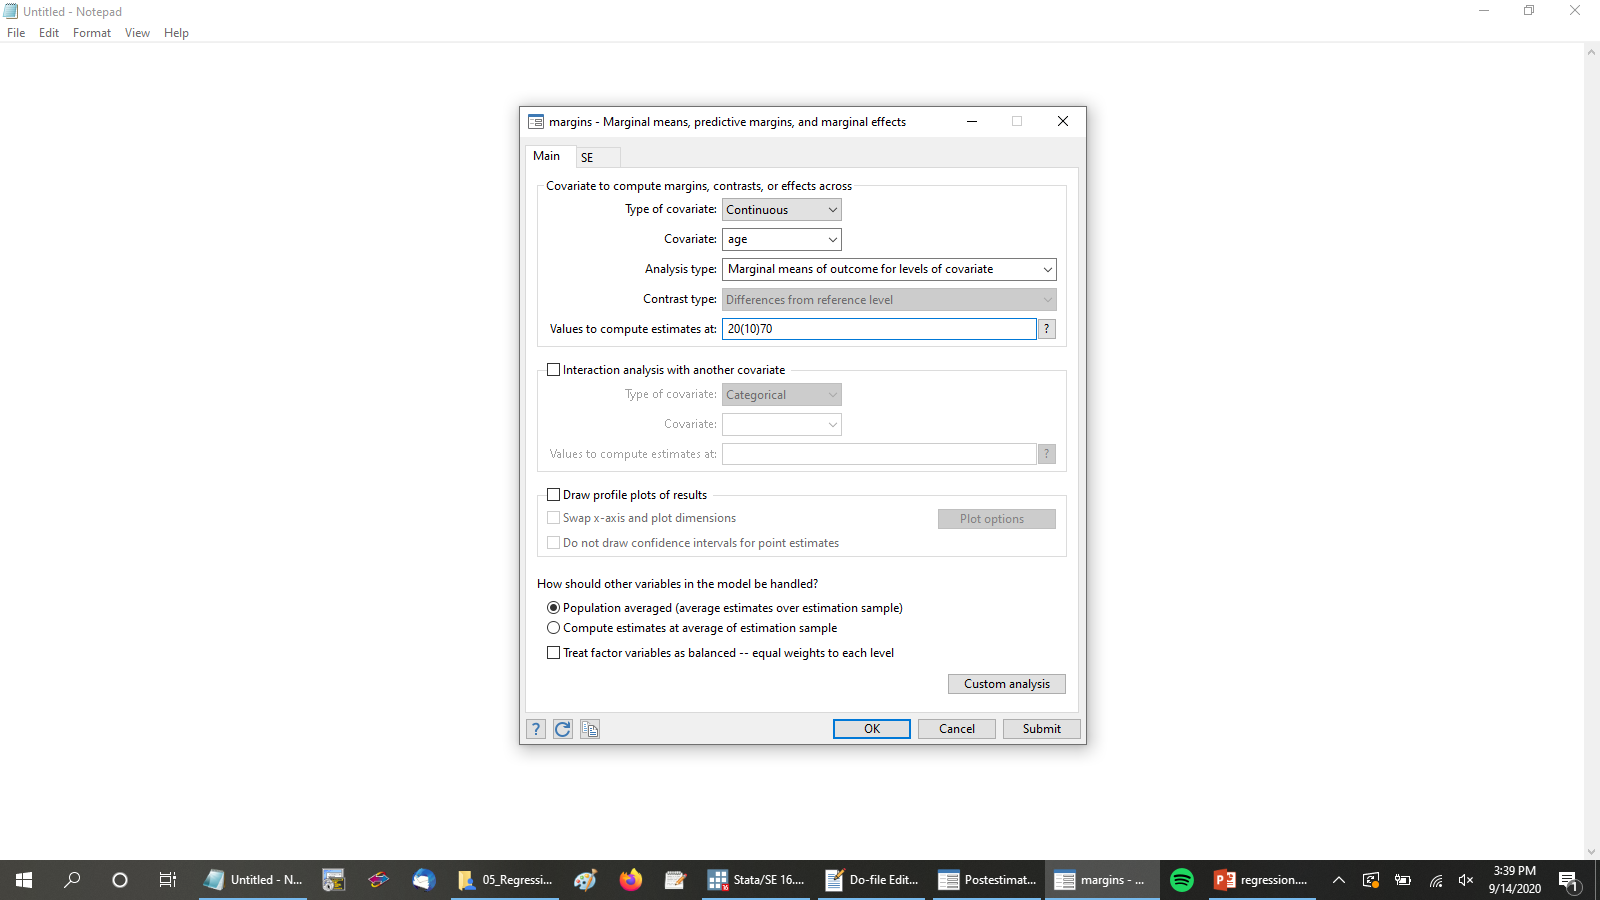 Untitled - Notepad
File Edit Format View Help
margins - Marginal means, predictive margins, and marginal effects
Main SE
Covariate to compute margins, contrasts, or effects across
Type of covariate: Continuous
Covariate: age
Analysis type: Marginal means of outcome for levels of covariate
Contrast type: Differences from reference level
Values to compute estimates at: 20(10)70 ?
Interaction analysis with another covariate
Type of covariate: Categorical
Covariate:
Values to compute estimates at: ?
Draw profile plots of results
Swap x-axis and plot dimensions Plot options
Do not draw confidence intervals for point estimates
How should other variables in the model be handled?
Population averaged (average estimates over estimation sample)
Compute estimates at average of estimation sample
Treat factor variables as balanced -- equal weights to each level
Custom analysis
? OK Cancel Submit
Untitled - N... 05_Regressi... 16 Stata/SE 16.... Do-file Edit... Postestimat... margins - ... P regression.... 3:39 PM
9/14/2020 1